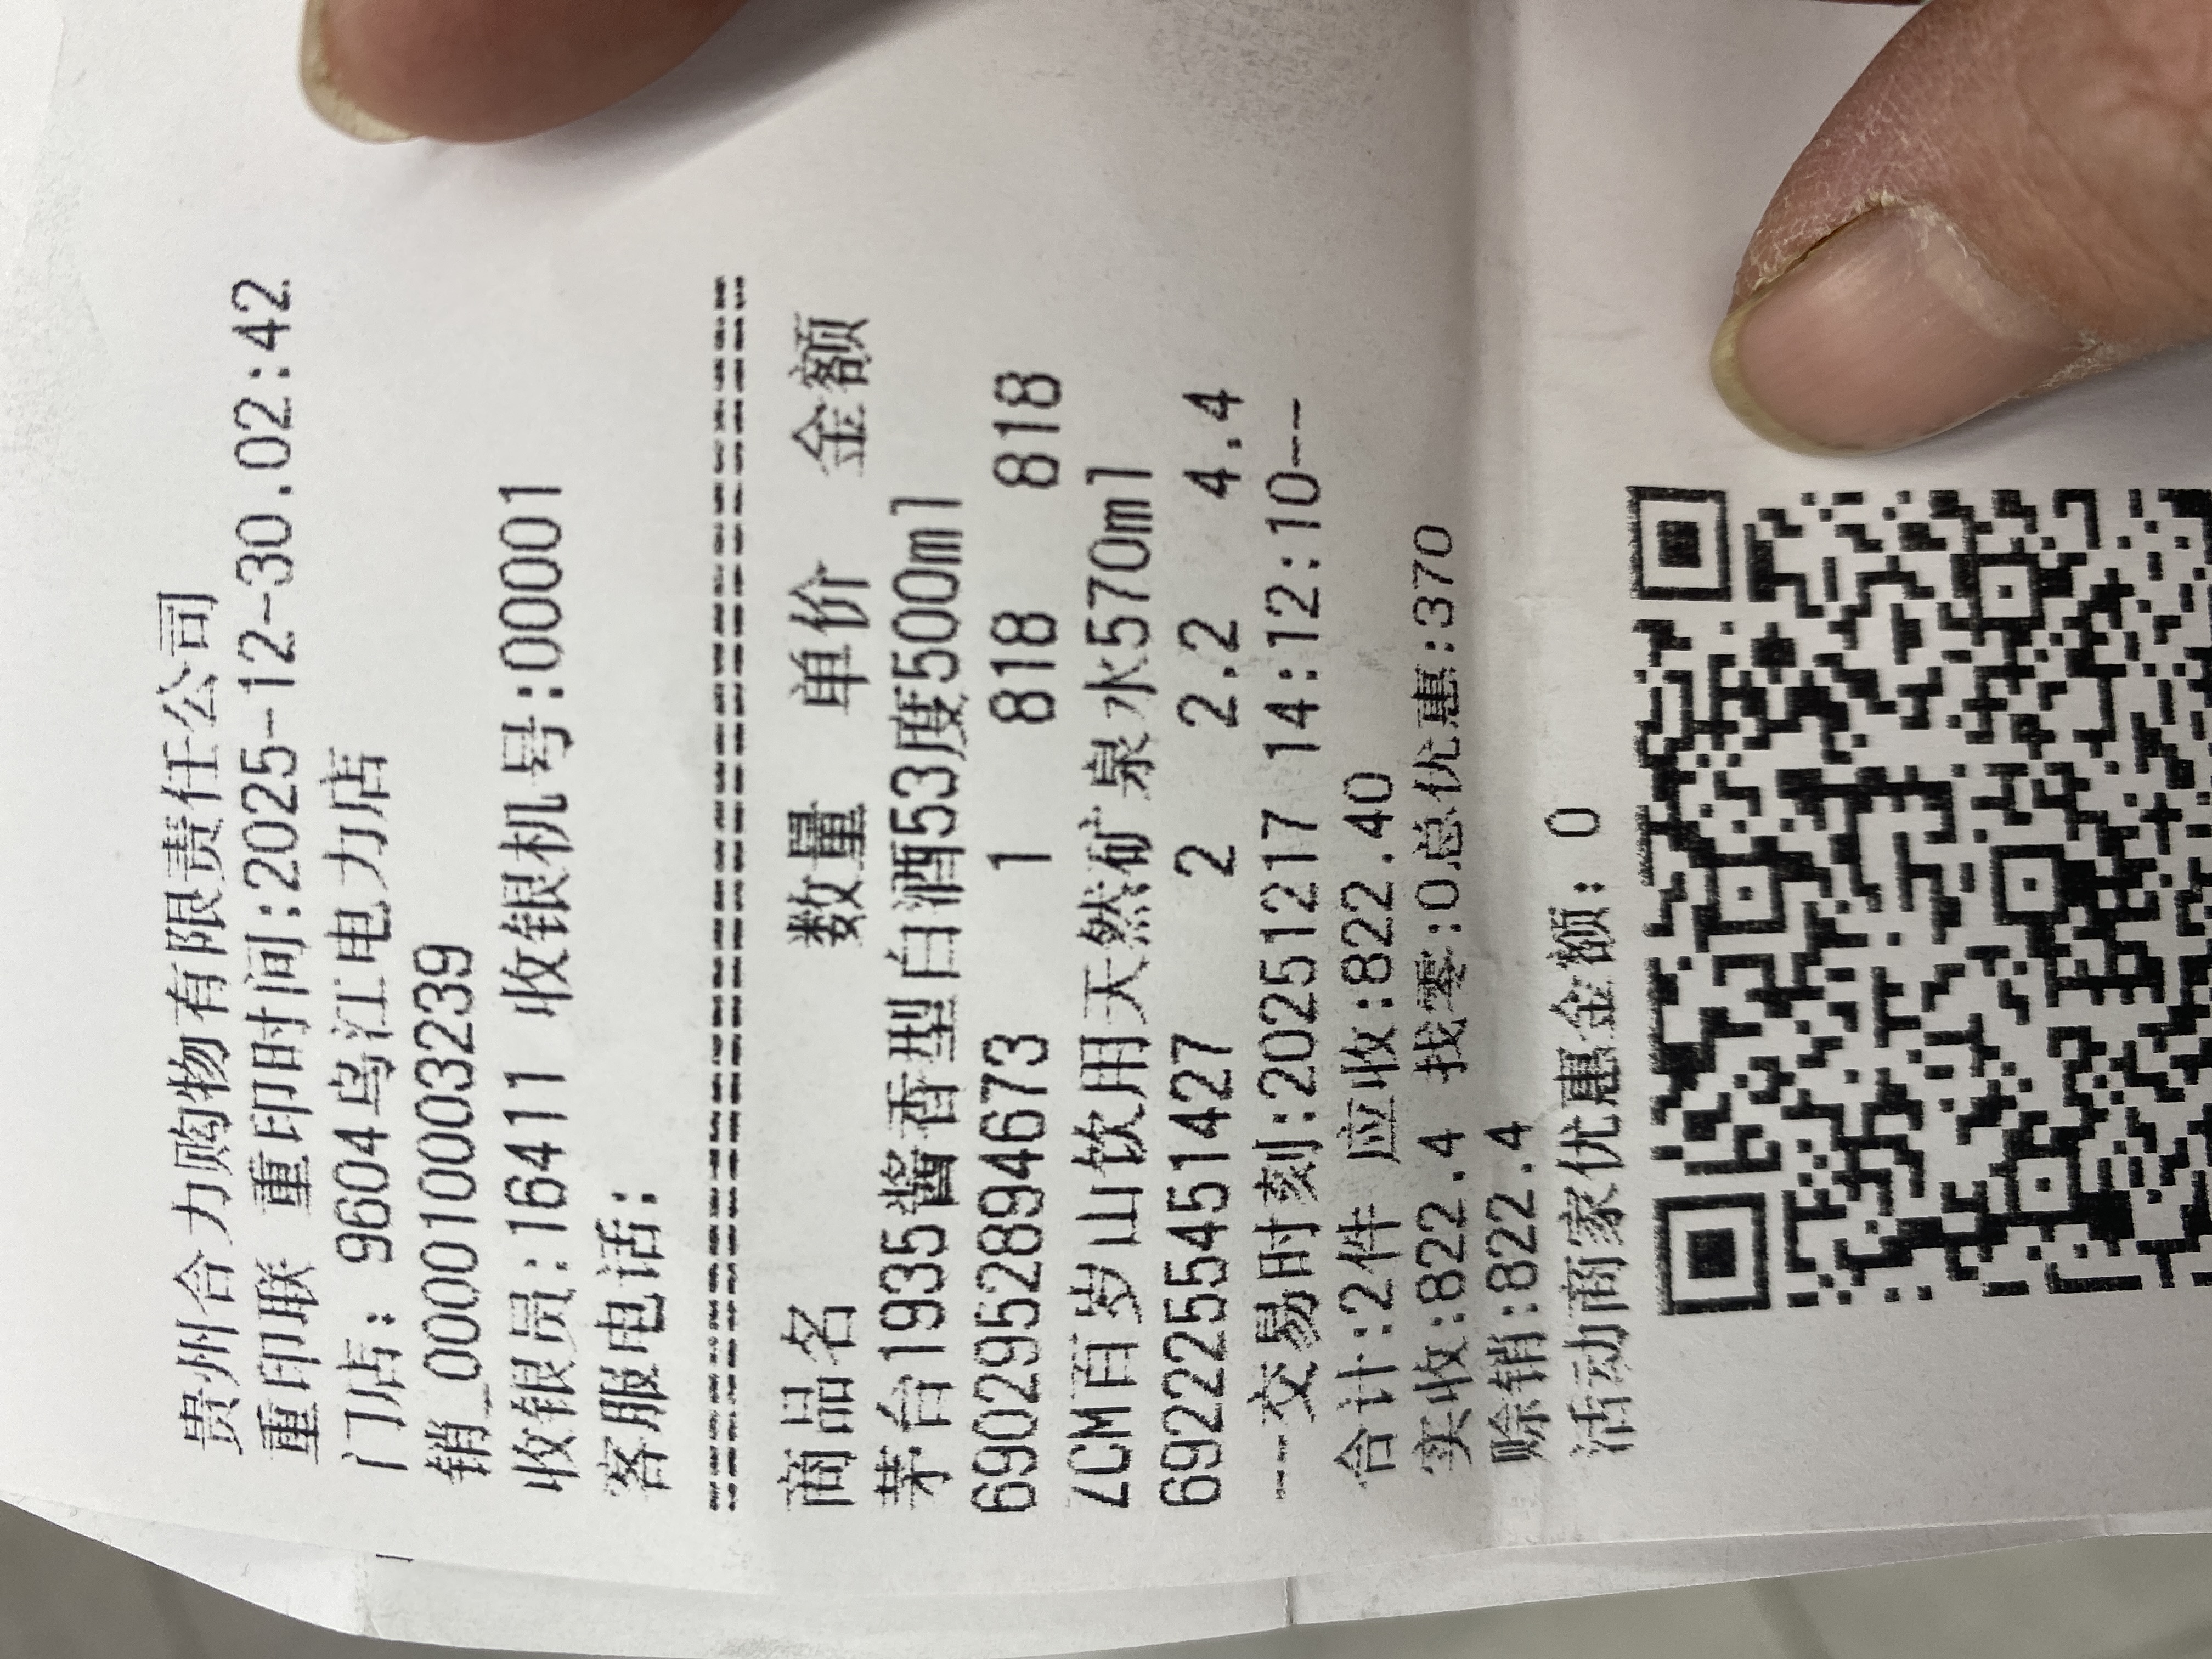 贵州合力购物有限责任公司
重印联 重印时间:2025-12-30.02:42
门店: 9604乌江电力店
销_0000100003239
收银员:16411 收银机号:00001
客服电话:
================================
商品名 数量 单价 金额
茅台1935酱香型白酒53度500ml
6902952894673 1 818 818
ZCM百岁山饮用天然矿泉水570ml
6922255451427 2 2.2 4.4
--交易时刻:20251217 14:12:10--
合计:2件 应收:822.40
实收:822.4 找零:0总优惠:370
赊销:822.4
活动商家优惠金额: 0